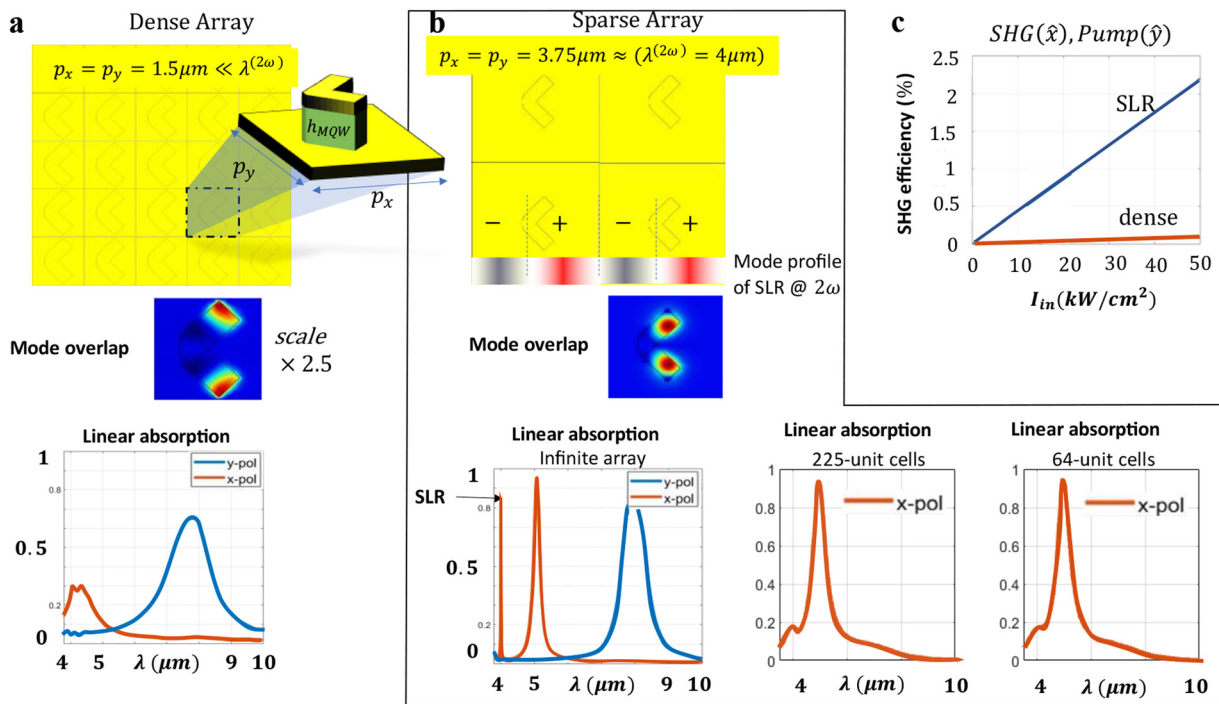 a
Dense Array
p_x = p_y = 1.5μm ≪ λ^(2ω)
h_MQW
p_y
p_x
Mode overlap
scale
× 2.5
Linear absorption
1
0.8
0.5
0.2
0
y-pol
x-pol
4 5 λ (μm) 9 10
b
Sparse Array
p_x = p_y = 3.75μm ≈ (λ^(2ω) = 4μm)
− + − +
Mode profile
of SLR @ 2ω
Mode overlap
Linear absorption
Infinite array
1
SLR
0.8
0.5
0.2
0
y-pol
x-pol
4 5 λ (μm) 9 10
Linear absorption
225-unit cells
x-pol
1
0.8
0.6
0.4
0.2
0
4 λ (μm) 10
Linear absorption
64-unit cells
x-pol
1
0.8
0.6
0.4
0.2
0
4 λ (μm) 10
c
SHG(x̂), Pump(ŷ)
SHG efficiency (%)
2.5
2
1.5
1
0.5
0
SLR
dense
0 10 20 30 40 50
I_in(kW/cm²)